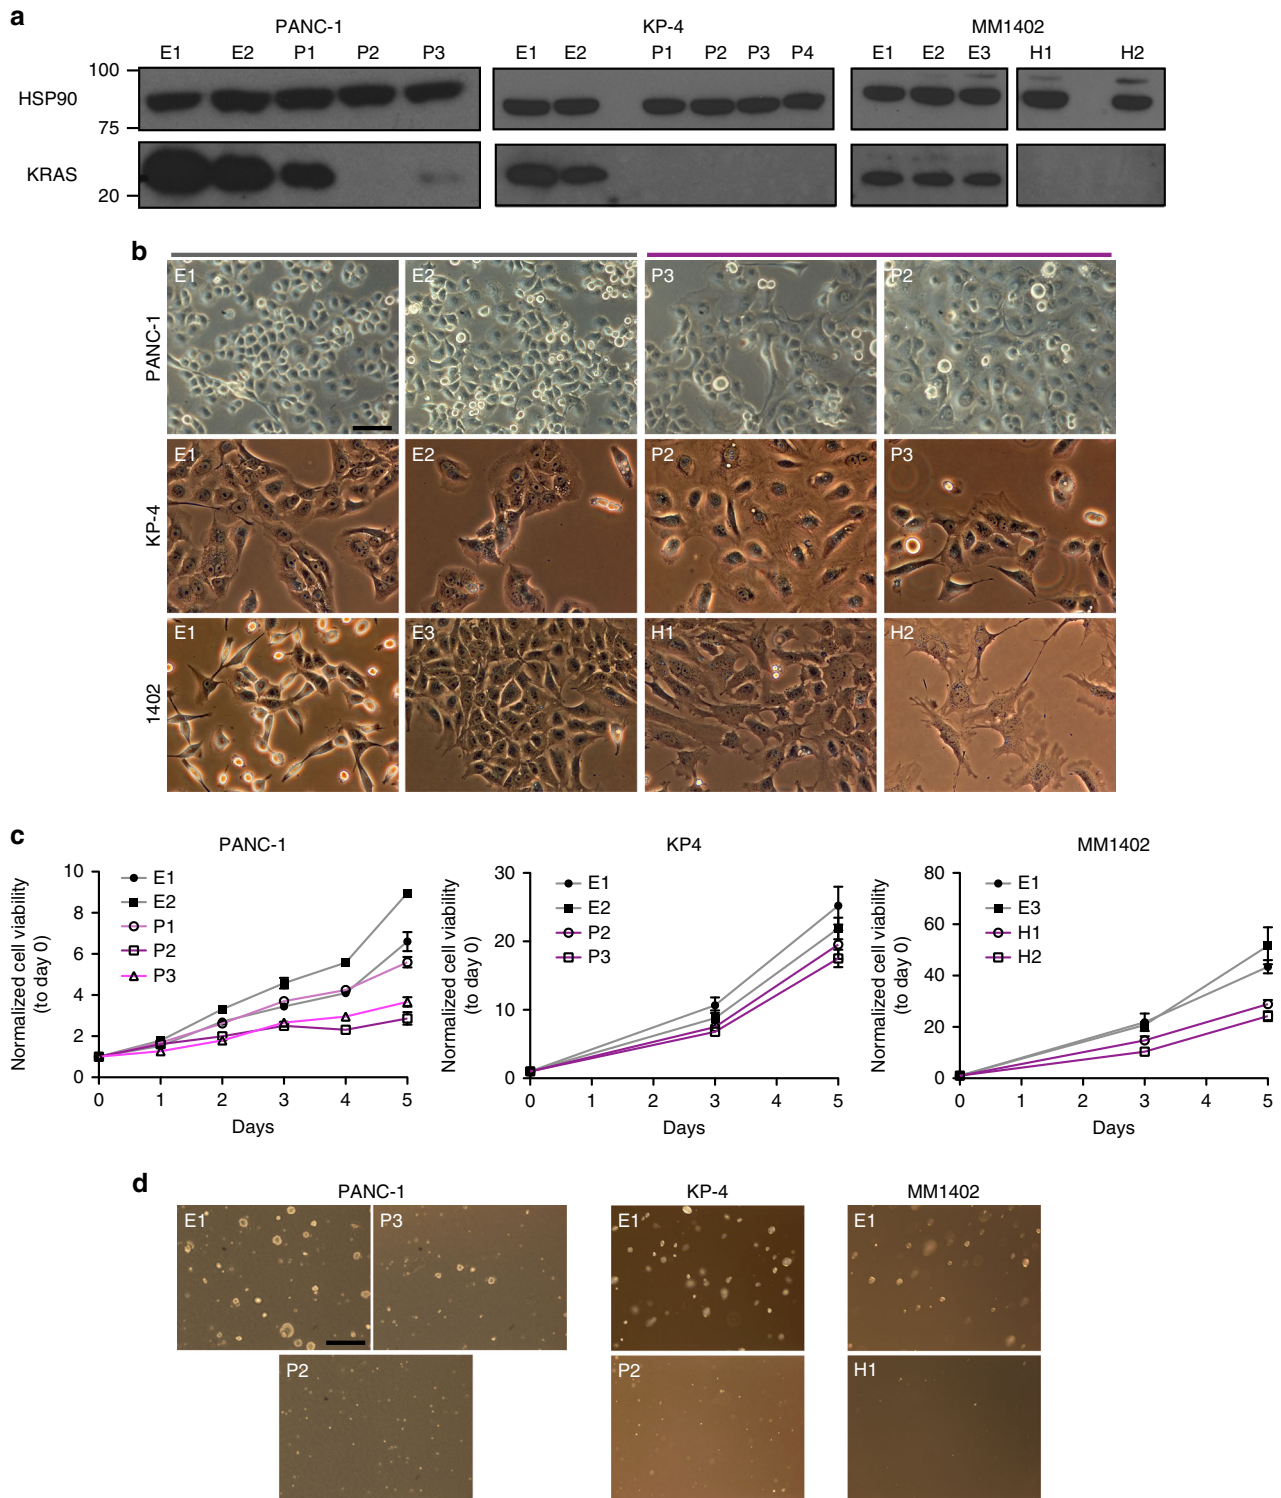 a
PANC-1 KP-4 MM1402
E1 E2 P1 P2 P3 E1 E2 P1 P2 P3 P4 E1 E2 E3 H1 H2
100
HSP90
75
KRAS
20
b
PANC-1
E1 E2 P3 P2
KP-4
E1 E2 P2 P3
1402
E1 E3 H1 H2
c
PANC-1
Normalized cell viability
(to day 0)
10
8
6
4
2
0
E1
E2
P1
P2
P3
0 1 2 3 4 5
Days
KP4
Normalized cell viability
(to day 0)
30
20
10
0
E1
E2
P2
P3
0 1 2 3 4 5
Days
MM1402
Normalized cell viability
(to day 0)
80
60
40
20
0
E1
E3
H1
H2
0 1 2 3 4 5
Days
d
PANC-1 KP-4 MM1402
E1 P3 E1 E1
P2 P2 H1